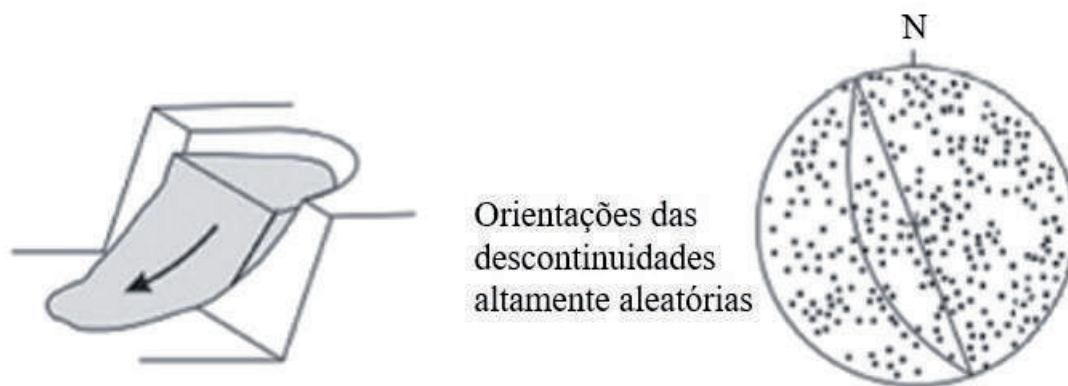 N
Orientações das
descontinuidades
altamente aleatórias